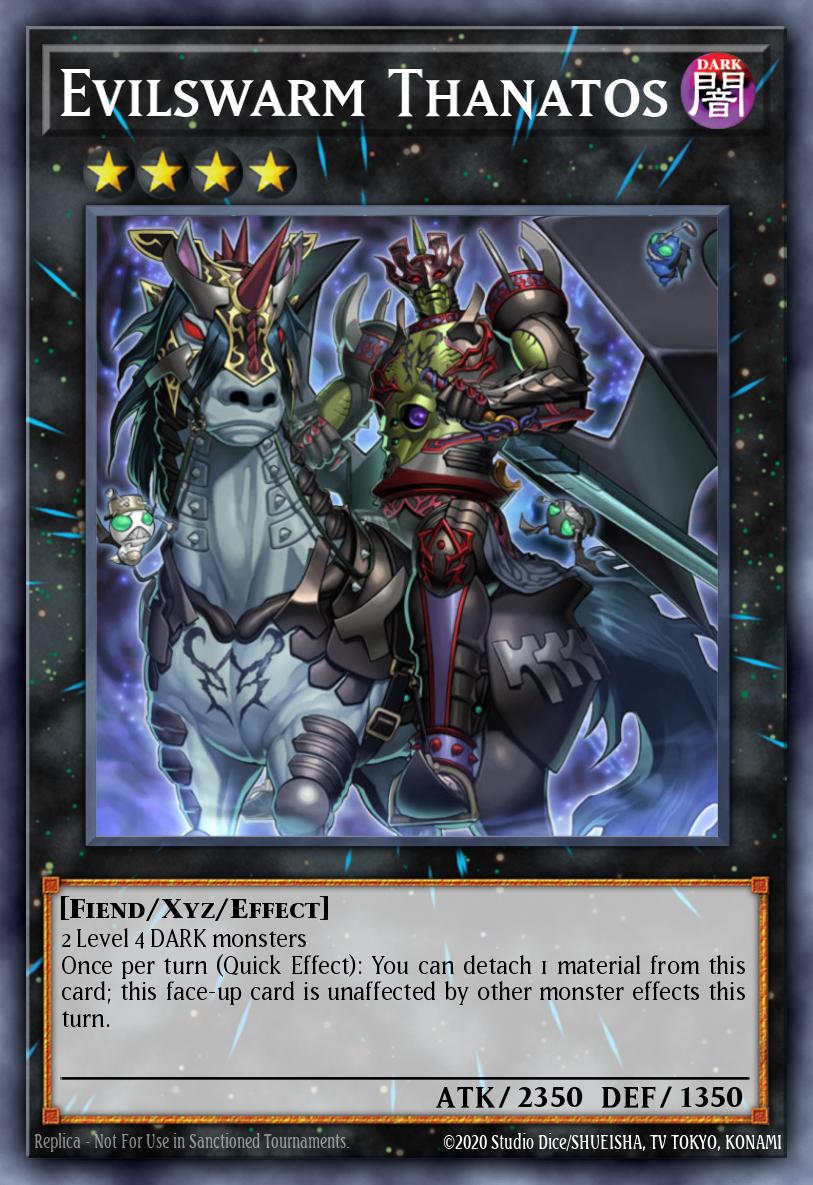 Evilswarm Thanatos
DARK
闇
[Fiend/Xyz/Effect]
2 Level 4 DARK monsters
Once per turn (Quick Effect): You can detach 1 material from this
card; this face-up card is unaffected by other monster effects this
turn.
ATK/ 2350 DEF/ 1350
Replica - Not For Use in Sanctioned Tournaments.
©2020 Studio Dice/SHUEISHA, TV TOKYO, KONAMI